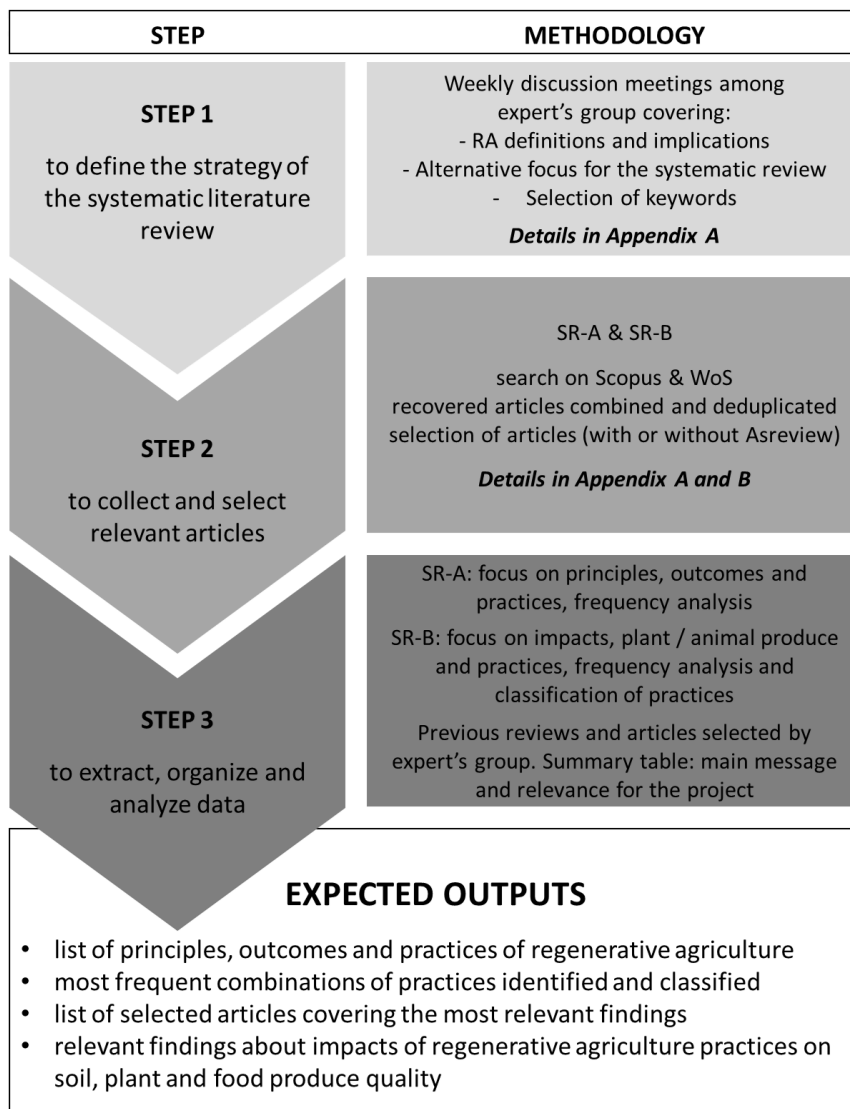 STEP
METHODOLOGY
STEP 1
to define the strategy of
the systematic literature
review
Weekly discussion meetings among
expert's group covering:
- RA definitions and implications
- Alternative focus for the systematic review
- Selection of keywords
Details in Appendix A
STEP 2
to collect and select
relevant articles
SR-A & SR-B
search on Scopus & WoS
recovered articles combined and deduplicated
selection of articles (with or without Asreview)
Details in Appendix A and B
STEP 3
to extract, organize and
analyze data
SR-A: focus on principles, outcomes and
practices, frequency analysis
SR-B: focus on impacts, plant / animal produce
and practices, frequency analysis and
classification of practices
Previous reviews and articles selected by
expert's group. Summary table: main message
and relevance for the project
EXPECTED OUTPUTS
• list of principles, outcomes and practices of regenerative agriculture
• most frequent combinations of practices identified and classified
• list of selected articles covering the most relevant findings
• relevant findings about impacts of regenerative agriculture practices on
soil, plant and food produce quality